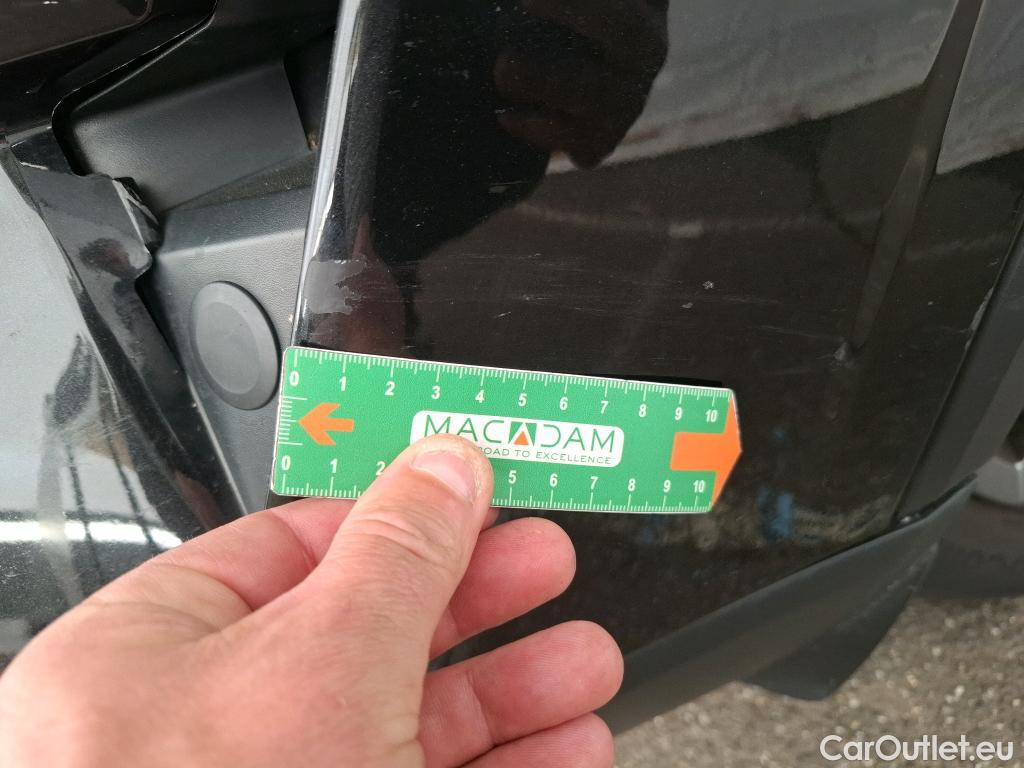 0 1 2 3 4 5 6 7 8 9 10
MACADAM
ROAD TO EXCELLENCE
0 1 2 5 6 7 8 9 10
CarOutlet.eu